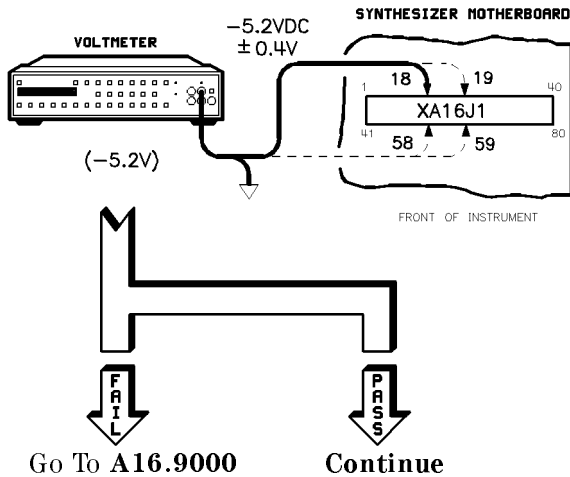 SYNTHESIZER MOTHERBOARD
−5.2VDC
± 0.4V
VOLTMETER
18 19
1 40
XA16J1
41 80
58 59
(−5.2V)
FRONT OF INSTRUMENT
FAIL
PASS
Go To A16.9000
Continue